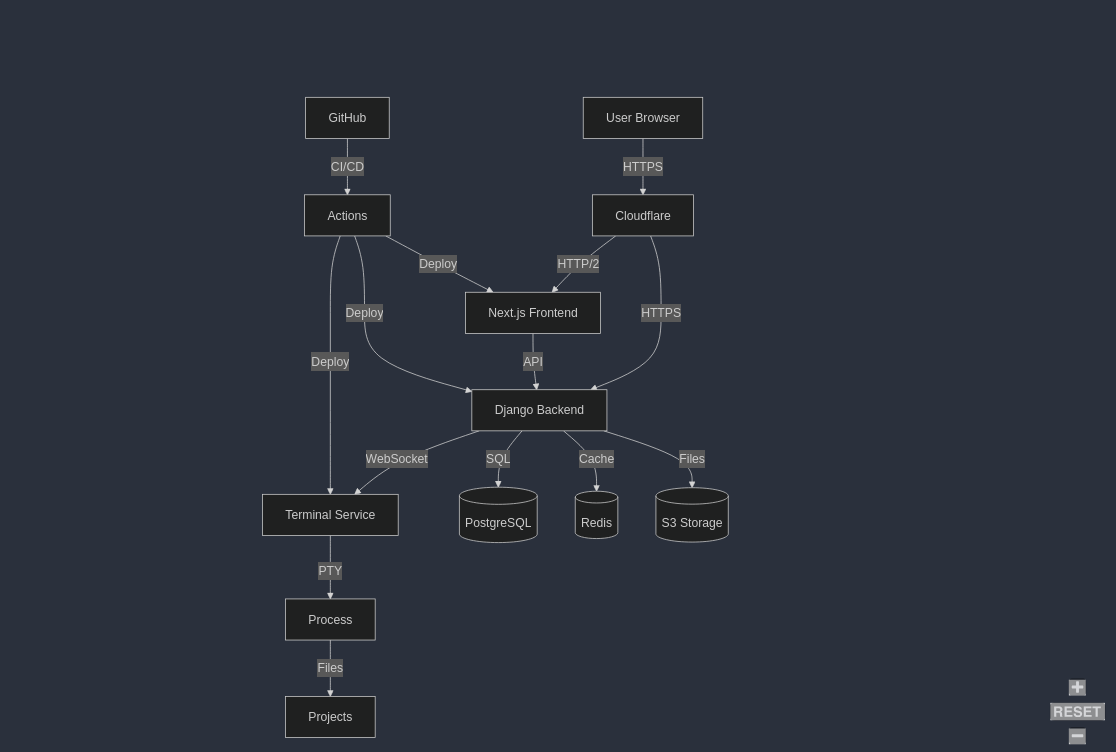 GitHub
User Browser
CI/CD
HTTPS
Actions
Cloudflare
Deploy
HTTP/2
Deploy
Next.js Frontend
HTTPS
Deploy
API
Django Backend
WebSocket
SQL
Cache
Files
Terminal Service
PostgreSQL
Redis
S3 Storage
PTY
Process
Files
Projects
RESET